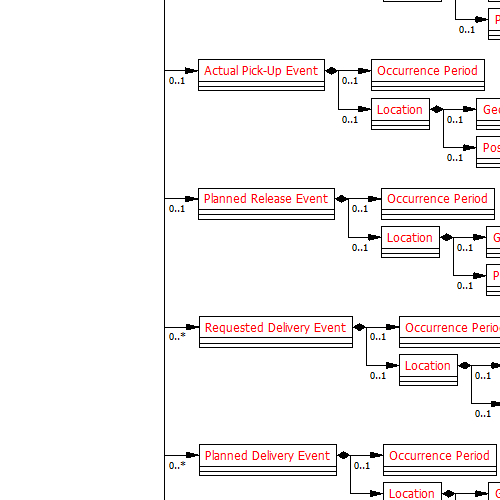 P
0..1
Actual Pick-Up Event
Occurrence Period
0..1
0..1
Location
Geo
0..1
0..1
Pos
0..1
Planned Release Event
Occurrence Period
0..1
0..1
Location
G
0..1
0..1
P
0..1
Requested Delivery Event
Occurrence Perio
0..*
0..1
Location
0..1
0..1
0..1
Planned Delivery Event
Occurrence Period
0..*
0..1
Location
G